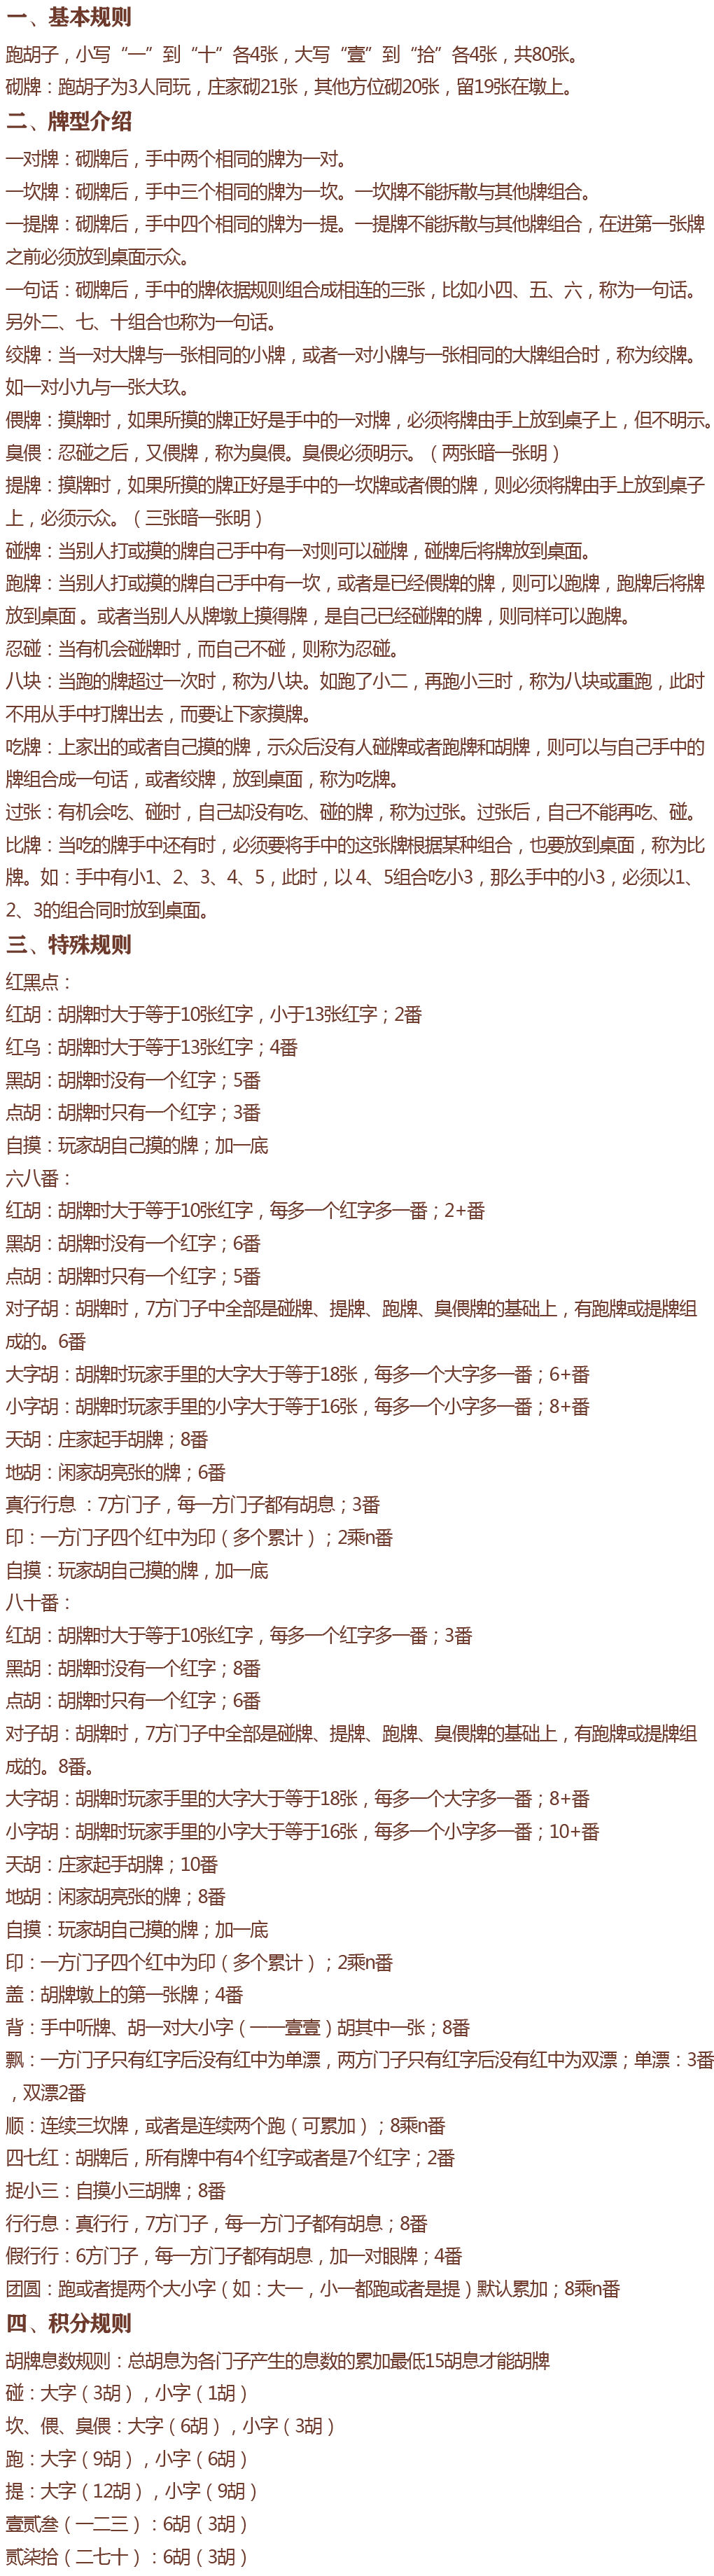 一、基本规则
跑胡子，小写“一”到“十”各4张，大写“壹”到“拾”各4张，共80张。
砌牌：跑胡子为3人同玩，庄家砌21张，其他方位砌20张，留19张在墩上。
二、牌型介绍
一对牌：砌牌后，手中两个相同的牌为一对。
一坎牌：砌牌后，手中三个相同的牌为一坎。一坎牌不能拆散与其他牌组合。
一提牌：砌牌后，手中四个相同的牌为一提。一提牌不能拆散与其他牌组合，在进第一张牌
之前必须放到桌面示众。
一句话：砌牌后，手中的牌依据规则组合成相连的三张，比如小四、五、六，称为一句话。
另外二、七、十组合也称为一句话。
绞牌：当一对大牌与一张相同的小牌，或者一对小牌与一张相同的大牌组合时，称为绞牌。
如一对小九与一张大玖。
偎牌：摸牌时，如果所摸的牌正好是手中的一对牌，必须将牌由手上放到桌子上，但不明示。
臭偎：忍碰之后，又偎牌，称为臭偎。臭偎必须明示。（两张暗一张明）
提牌：摸牌时，如果所摸的牌正好是手中的一坎牌或者偎的牌，则必须将牌由手上放到桌子
上，必须示众。（三张暗一张明）
碰牌：当别人打或摸的牌自己手中有一对则可以碰牌，碰牌后将牌放到桌面。
跑牌：当别人打或摸的牌自己手中有一坎，或者是已经偎牌的牌，则可以跑牌，跑牌后将牌
放到桌面 。或者当别人从牌墩上摸得牌，是自己已经碰牌的牌，则同样可以跑牌。
忍碰：当有机会碰牌时，而自己不碰，则称为忍碰。
八块：当跑的牌超过一次时，称为八块。如跑了小二，再跑小三时，称为八块或重跑，此时
不用从手中打牌出去，而要让下家摸牌。
吃牌：上家出的或者自己摸的牌，示众后没有人碰牌或者跑牌和胡牌，则可以与自己手中的
牌组合成一句话，或者绞牌，放到桌面，称为吃牌。
过张：有机会吃、碰时，自己却没有吃、碰的牌，称为过张。过张后，自己不能再吃、碰。
比牌：当吃的牌手中还有时，必须要将手中的这张牌根据某种组合，也要放到桌面，称为比
牌。如：手中有小1、2、3、4、5，此时，以 4、5组合吃小3，那么手中的小3，必须以1、
2、3的组合同时放到桌面。
三、特殊规则
红黑点：
红胡：胡牌时大于等于10张红字，小于13张红字；2番
红乌：胡牌时大于等于13张红字；4番
黑胡：胡牌时没有一个红字；5番
点胡：胡牌时只有一个红字；3番
自摸：玩家胡自己摸的牌；加一底
六八番：
红胡：胡牌时大于等于10张红字，每多一个红字多一番；2+番
黑胡：胡牌时没有一个红字；6番
点胡：胡牌时只有一个红字；5番
对子胡：胡牌时，7方门子中全部是碰牌、提牌、跑牌、臭偎牌的基础上，有跑牌或提牌组
成的。6番
大字胡：胡牌时玩家手里的大字大于等于18张，每多一个大字多一番；6+番
小字胡：胡牌时玩家手里的小字大于等于16张，每多一个小字多一番；8+番
天胡：庄家起手胡牌；8番
地胡：闲家胡亮张的牌；6番
真行行息 ：7方门子，每一方门子都有胡息；3番
印：一方门子四个红中为印（多个累计）；2乘n番
自摸：玩家胡自己摸的牌，加一底
八十番：
红胡：胡牌时大于等于10张红字，每多一个红字多一番；3番
黑胡：胡牌时没有一个红字；8番
点胡：胡牌时只有一个红字；6番
对子胡：胡牌时，7方门子中全部是碰牌、提牌、跑牌、臭偎牌的基础上，有跑牌或提牌组
成的。8番。
大字胡：胡牌时玩家手里的大字大于等于18张，每多一个大字多一番；8+番
小字胡：胡牌时玩家手里的小字大于等于16张，每多一个小字多一番；10+番
天胡：庄家起手胡牌；10番
地胡：闲家胡亮张的牌；8番
自摸：玩家胡自己摸的牌；加一底
印：一方门子四个红中为印（多个累计）；2乘n番
盖：胡牌墩上的第一张牌；4番
背：手中听牌、胡一对大小字（一一壹壹）胡其中一张；8番
飘：一方门子只有红字后没有红中为单漂，两方门子只有红字后没有红中为双漂；单漂：3番
，双漂2番
顺：连续三坎牌，或者是连续两个跑（可累加）；8乘n番
四七红：胡牌后，所有牌中有4个红字或者是7个红字；2番
捉小三：自摸小三胡牌；8番
行行息：真行行，7方门子，每一方门子都有胡息；8番
假行行：6方门子，每一方门子都有胡息，加一对眼牌；4番
团圆：跑或者提两个大小字（如：大一，小一都跑或者是提）默认累加；8乘n番
四、积分规则
胡牌息数规则：总胡息为各门子产生的息数的累加最低15胡息才能胡牌
碰：大字（3胡），小字（1胡）
坎、偎、臭偎：大字（6胡），小字（3胡）
跑：大字（9胡），小字（6胡）
提：大字（12胡），小字（9胡）
壹贰叁（一二三）：6胡（3胡）
贰柒拾（二七十）：6胡（3胡）